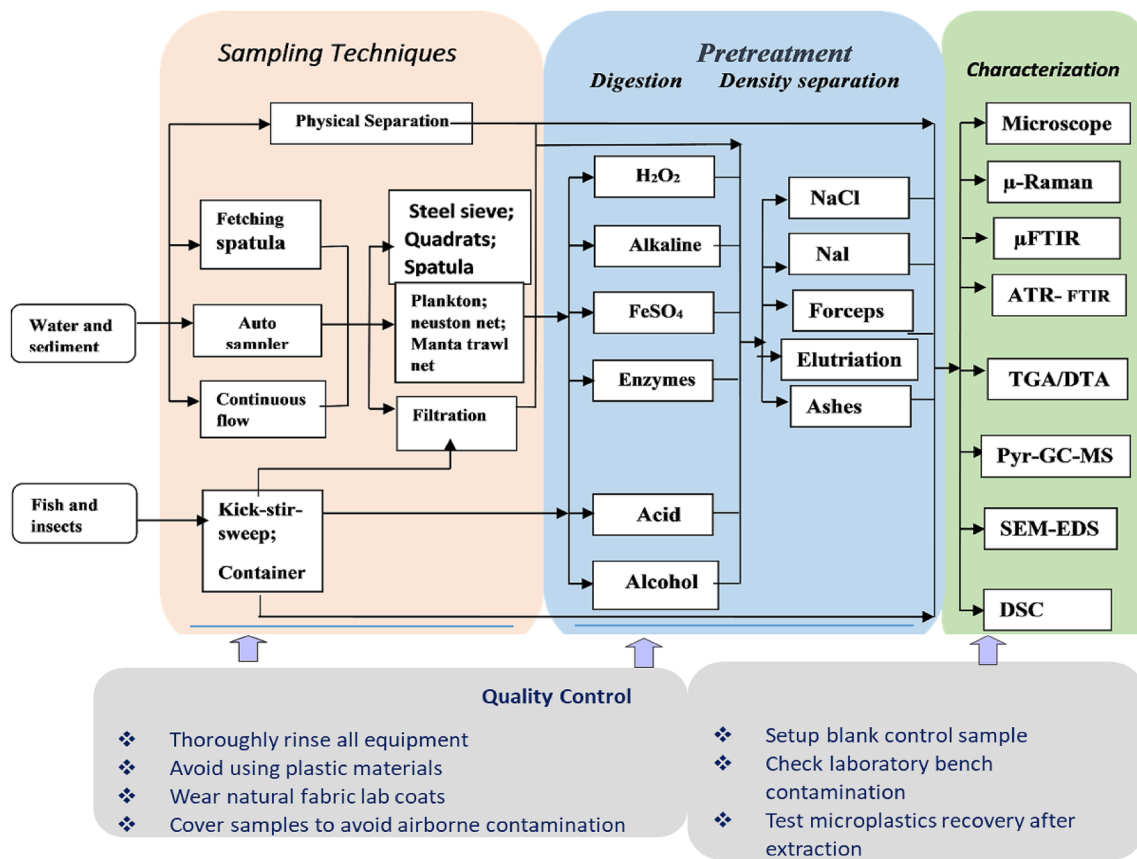 Sampling Techniques
Pretreatment
Digestion
Density separation
Characterization
Physical Separation
Fetching
spatula
Auto
sampler
Continuous
flow
Steel sieve;
Quadrats;
Spatula
Plankton;
neuston net;
Manta trawl
net
Filtration
Water and
sediment
Fish and
insects
Kick-stir-
sweep;
Container
H₂O₂
Alkaline
FeSO₄
Enzymes
Acid
Alcohol
NaCl
NaI
Forceps
Elutriation
Ashes
Microscope
μ-Raman
μFTIR
ATR- FTIR
TGA/DTA
Pyr-GC-MS
SEM-EDS
DSC
Quality Control
❖ Thoroughly rinse all equipment
❖ Avoid using plastic materials
❖ Wear natural fabric lab coats
❖ Cover samples to avoid airborne contamination
❖ Setup blank control sample
❖ Check laboratory bench
contamination
❖ Test microplastics recovery after
extraction